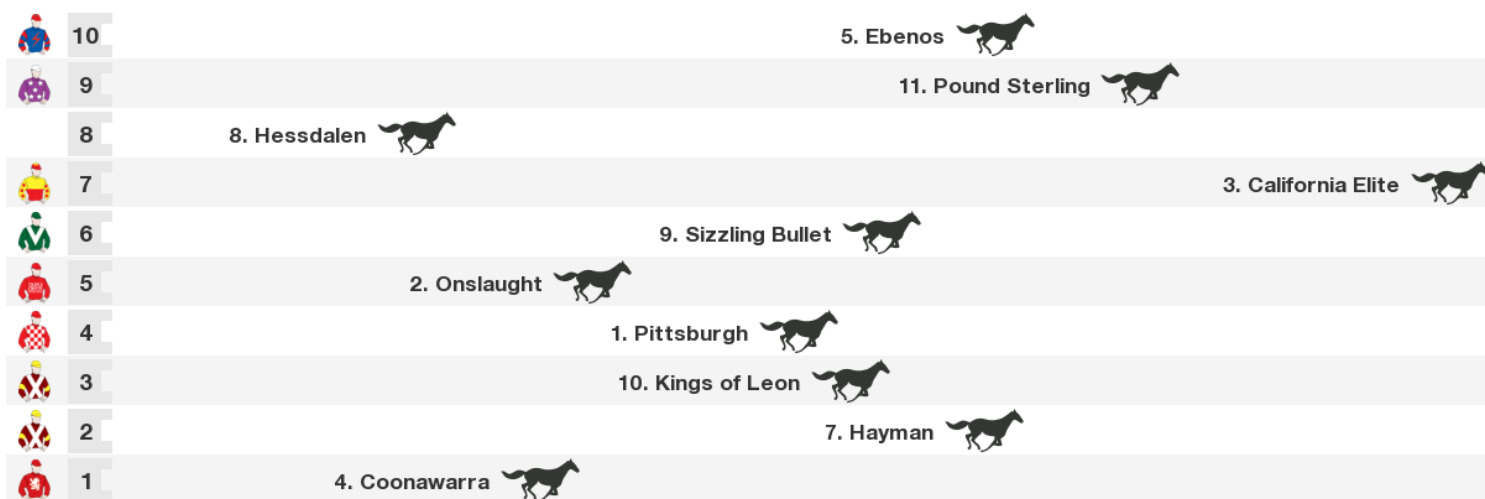 10 5. Ebenos
9 11. Pound Sterling
8 8. Hessdalen
7 3. California Elite
6 9. Sizzling Bullet
5 2. Onslaught
4 1. Pittsburgh
3 10. Kings of Leon
2 7. Hayman
1 4. Coonawarra